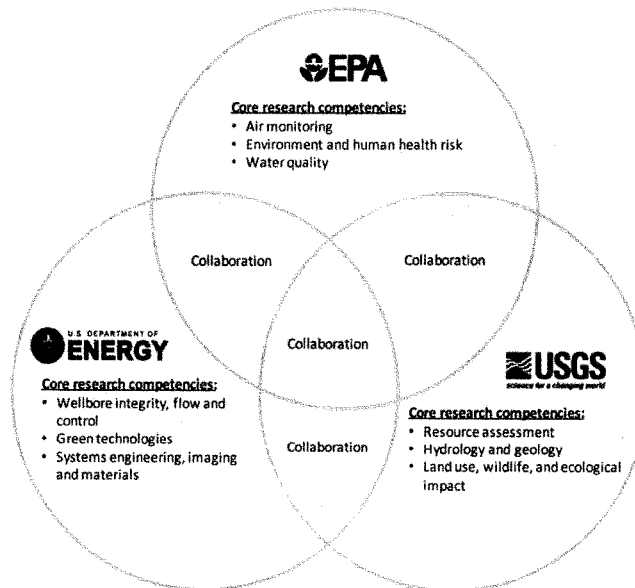 EPA
Core research competencies:
• Air monitoring
• Environment and human health risk
• Water quality
Collaboration
Collaboration
Collaboration
U.S. DEPARTMENT OF
ENERGY
Core research competencies:
• Wellbore integrity, flow and
control
• Green technologies
• Systems engineering, imaging
and materials
USGS
science for a changing world
Core research competencies:
• Resource assessment
• Hydrology and geology
• Land use, wildlife, and ecological
impact
Collaboration